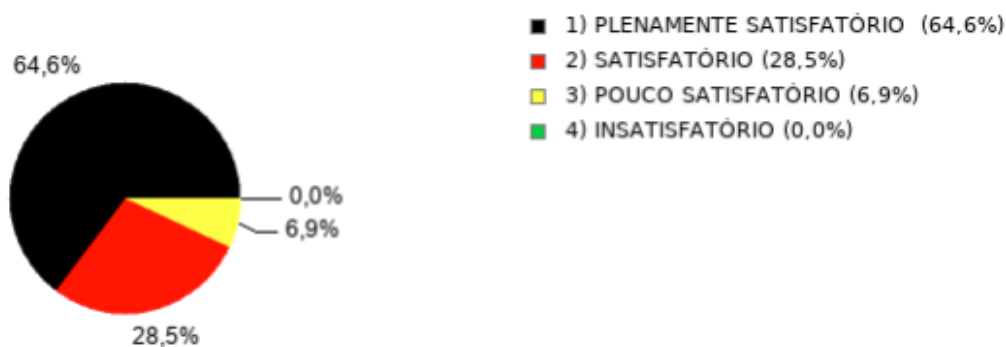 1) PLENAMENTE SATISFATÓRIO (64,6%)
2) SATISFATÓRIO (28,5%)
3) POUCO SATISFATÓRIO (6,9%)
4) INSATISFATÓRIO (0,0%)
64,6%
0,0%
6,9%
28,5%